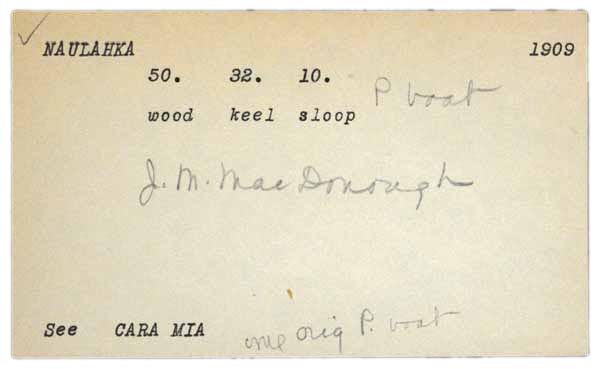 NAULAHKA 1909
50. 32. 10. P boat
wood keel sloop
J. M. MacDonough
See CARA MIA orig P. boat